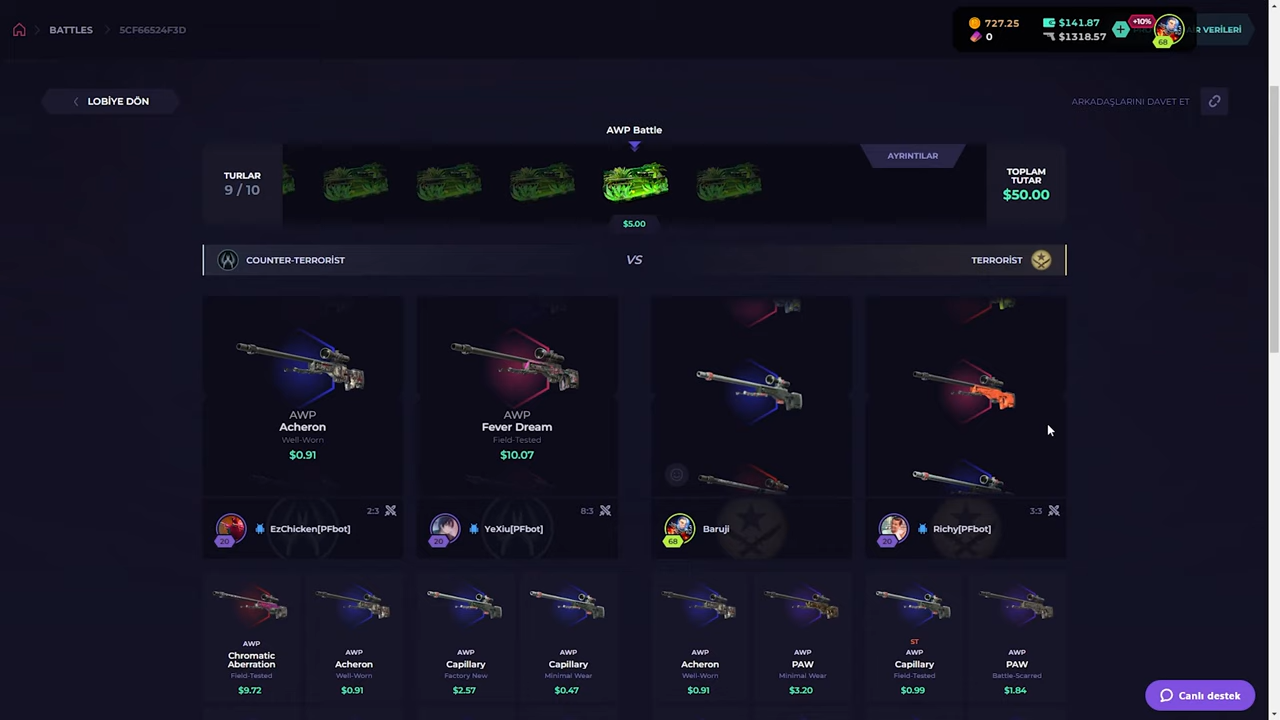 BATTLES
5CF66524F3D
727.25
0
$141.87
$1318.57
+10%
68
İR VERİLERİ
LOBİYE DÖN
ARKADAŞLARINI DAVET ET
AWP Battle
TURLAR
9 / 10
AYRINTILAR
TOPLAM
TUTAR
$50.00
$5.00
COUNTER-TERRORİST
VS
TERRORİST
AWP
Acheron
Well-Worn
$0.91
AWP
Fever Dream
Field-Tested
$10.07
2:3
20
EzChicken[PFbot]
8:3
20
YeXiu[PFbot]
68
Baruji
3:3
20
Richy[PFbot]
AWP
Chromatic
Aberration
Field-Tested
$9.72
AWP
Acheron
Well-Worn
$0.91
AWP
Capillary
Factory New
$2.57
AWP
Capillary
Minimal Wear
$0.47
AWP
Acheron
Well-Worn
$0.91
AWP
PAW
Minimal Wear
$3.20
ST
AWP
Capillary
Field-Tested
$0.99
AWP
PAW
Battle-Scarred
$1.84
Canlı destek